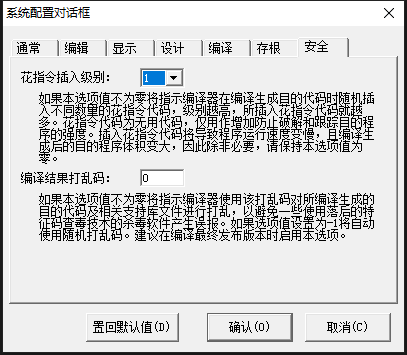 系统配置对话框
通常 编辑 显示 设计 编译 存根 安全
花指令插入级别: 1
如果本选项值不为零将指示编译器在编译生成目的代码时随机插
入不同数量的花指令代码，级别越高，所插入花指令代码就越
多。花指令代码为无用代码，仅用作增加防止破解和跟踪目的程
序的强度。插入花指令代码将导致程序运行速度变慢，且编译生
成后的目的程序体积变大，因此除非必要，请保持本选项值为
零。
编译结果打乱码: 0
如果本选项值不为零将指示编译器使用该打乱码对所编译生成的
目的代码及相关支持库文件进行打乱，以避免一些使用落后的特
征码查毒技术的杀毒软件产生误报。如果选项值设置为-1将自动
使用随机打乱码。建议在编译最终发布版本时启用本选项。
置回默认值(D) 确认(O) 取消(C)